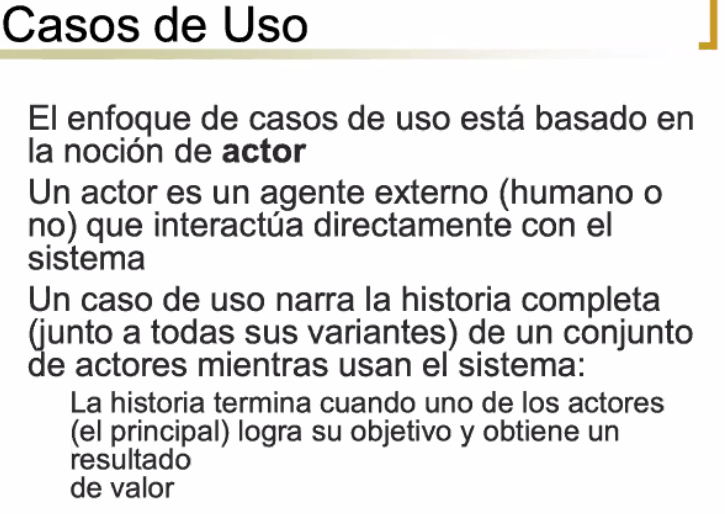 Casos de Uso
El enfoque de casos de uso está basado en
la noción de actor
Un actor es un agente externo (humano o
no) que interactúa directamente con el
sistema
Un caso de uso narra la historia completa
(junto a todas sus variantes) de un conjunto
de actores mientras usan el sistema:
La historia termina cuando uno de los actores
(el principal) logra su objetivo y obtiene un
resultado
de valor